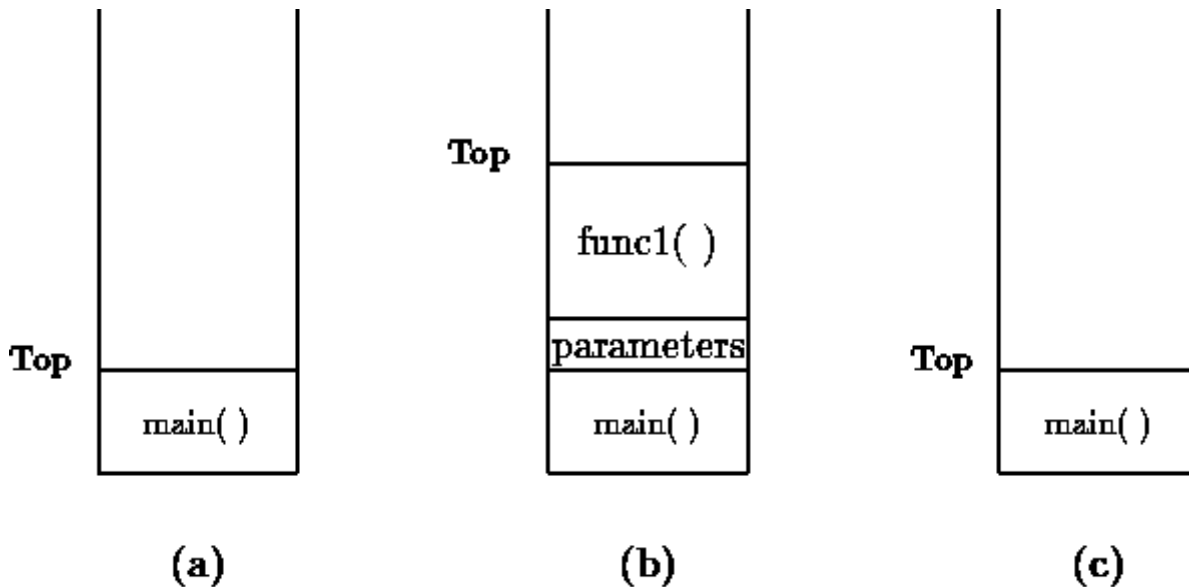 Top
main( )
(a)
Top
func1( )
parameters
main( )
(b)
Top
main( )
(c)